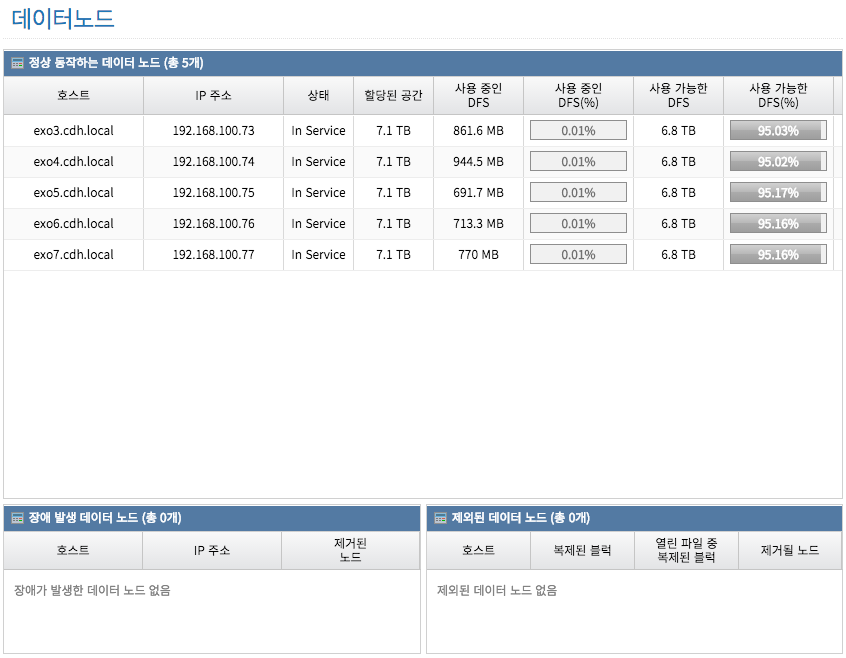 데이터노드
정상 동작하는 데이터 노드 (총 5개)
호스트 IP 주소 상태 할당된 공간 사용 중인 DFS 사용 중인 DFS(%) 사용 가능한 DFS 사용 가능한 DFS(%)
exo3.cdh.local 192.168.100.73 In Service 7.1 TB 861.6 MB 0.01% 6.8 TB 95.03%
exo4.cdh.local 192.168.100.74 In Service 7.1 TB 944.5 MB 0.01% 6.8 TB 95.02%
exo5.cdh.local 192.168.100.75 In Service 7.1 TB 691.7 MB 0.01% 6.8 TB 95.17%
exo6.cdh.local 192.168.100.76 In Service 7.1 TB 713.3 MB 0.01% 6.8 TB 95.16%
exo7.cdh.local 192.168.100.77 In Service 7.1 TB 770 MB 0.01% 6.8 TB 95.16%
장애 발생 데이터 노드 (총 0개)
호스트 IP 주소 제거된 노드
장애가 발생한 데이터 노드 없음
제외된 데이터 노드 (총 0개)
호스트 복제된 블럭 열린 파일 중 복제된 블럭 제거될 노드
제외된 데이터 노드 없음